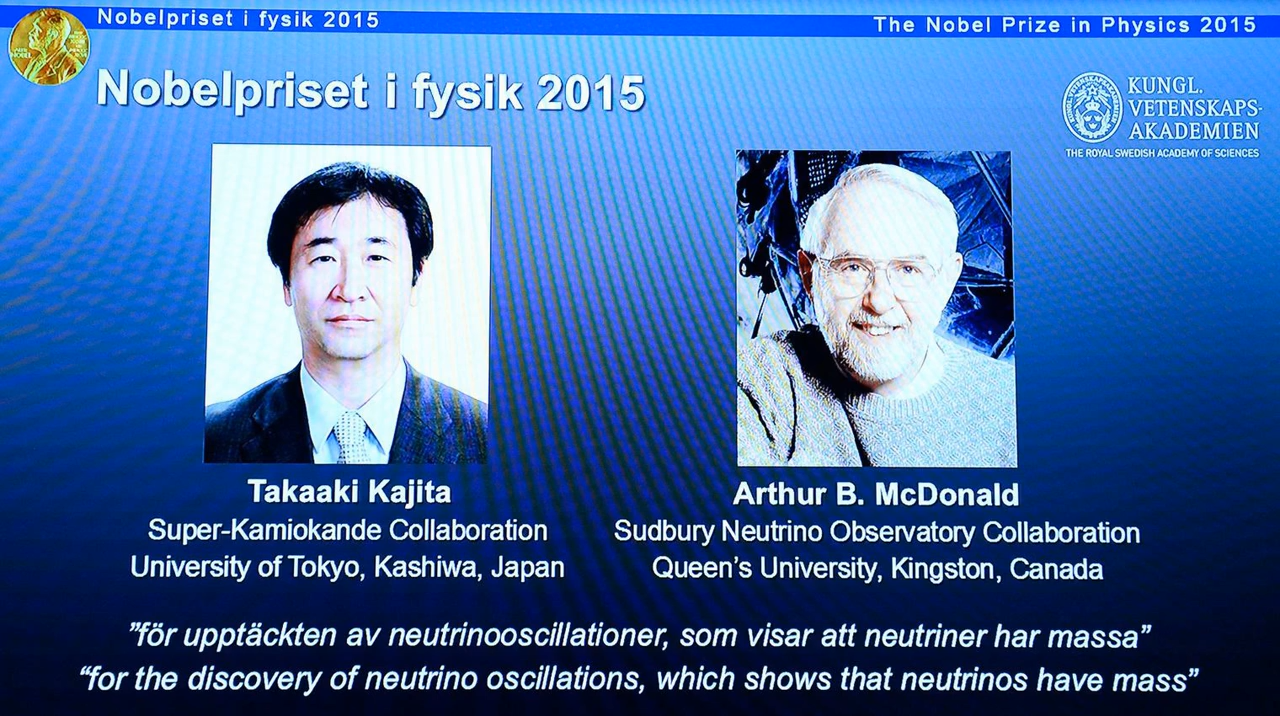 Nobelpriset i fysik 2015
The Nobel Prize in Physics 2015
Nobelpriset i fysik 2015
KUNGL.
VETENSKAPS-
AKADEMIEN
THE ROYAL SWEDISH ACADEMY OF SCIENCES
Takaaki Kajita
Super-Kamiokande Collaboration
University of Tokyo, Kashiwa, Japan
Arthur B. McDonald
Sudbury Neutrino Observatory Collaboration
Queen’s University, Kingston, Canada
”för upptäckten av neutrinooscillationer, som visar att neutriner har massa”
“for the discovery of neutrino oscillations, which shows that neutrinos have mass”